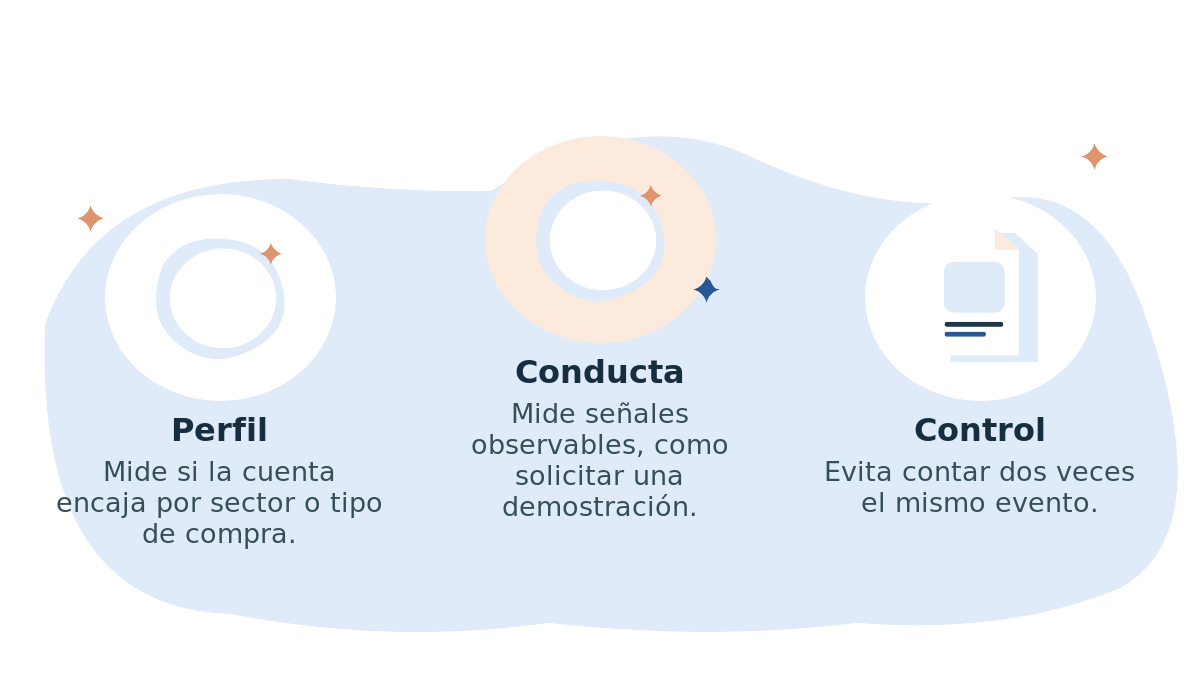 Perfil
Mide si la cuenta
encaja por sector o tipo
de compra.
Conducta
Mide señales
observables, como
solicitar una
demostración.
Control
Evita contar dos veces
el mismo evento.